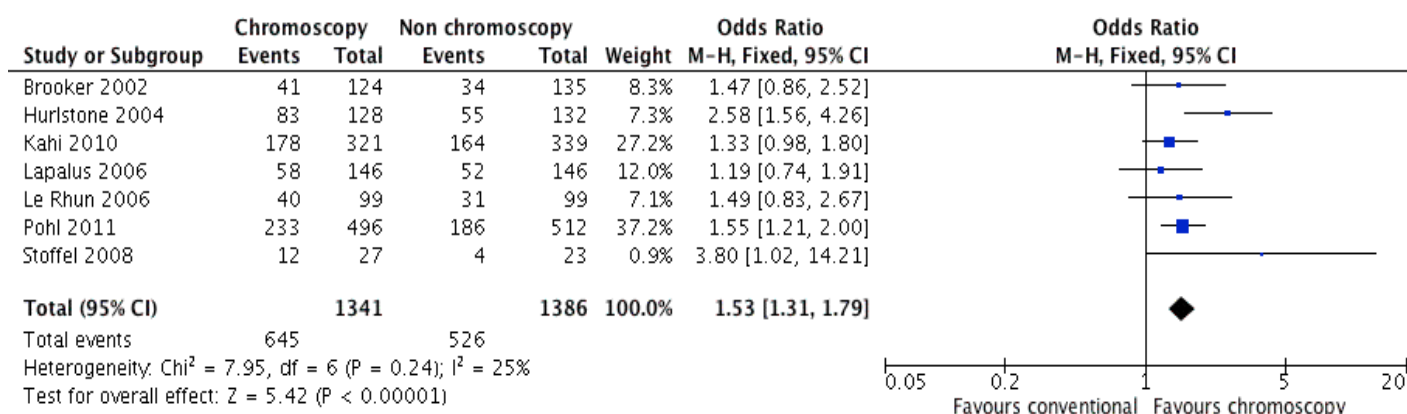 Chromoscopy Non chromoscopy Odds Ratio Odds Ratio
Study or Subgroup Events Total Events Total Weight M-H, Fixed, 95% CI M-H, Fixed, 95% CI
Brooker 2002 41 124 34 135 8.3% 1.47 [0.86, 2.52]
Hurlstone 2004 83 128 55 132 7.3% 2.58 [1.56, 4.26]
Kahi 2010 178 321 164 339 27.2% 1.33 [0.98, 1.80]
Lapalus 2006 58 146 52 146 12.0% 1.19 [0.74, 1.91]
Le Rhun 2006 40 99 31 99 7.1% 1.49 [0.83, 2.67]
Pohl 2011 233 496 186 512 37.2% 1.55 [1.21, 2.00]
Stoffel 2008 12 27 4 23 0.9% 3.80 [1.02, 14.21]
Total (95% CI) 1341 1386 100.0% 1.53 [1.31, 1.79]
Total events 645 526
Heterogeneity: Chi² = 7.95, df = 6 (P = 0.24); I² = 25%
Test for overall effect: Z = 5.42 (P < 0.00001)
0.05 0.2 1 5 20
Favours conventional Favours chromoscopy